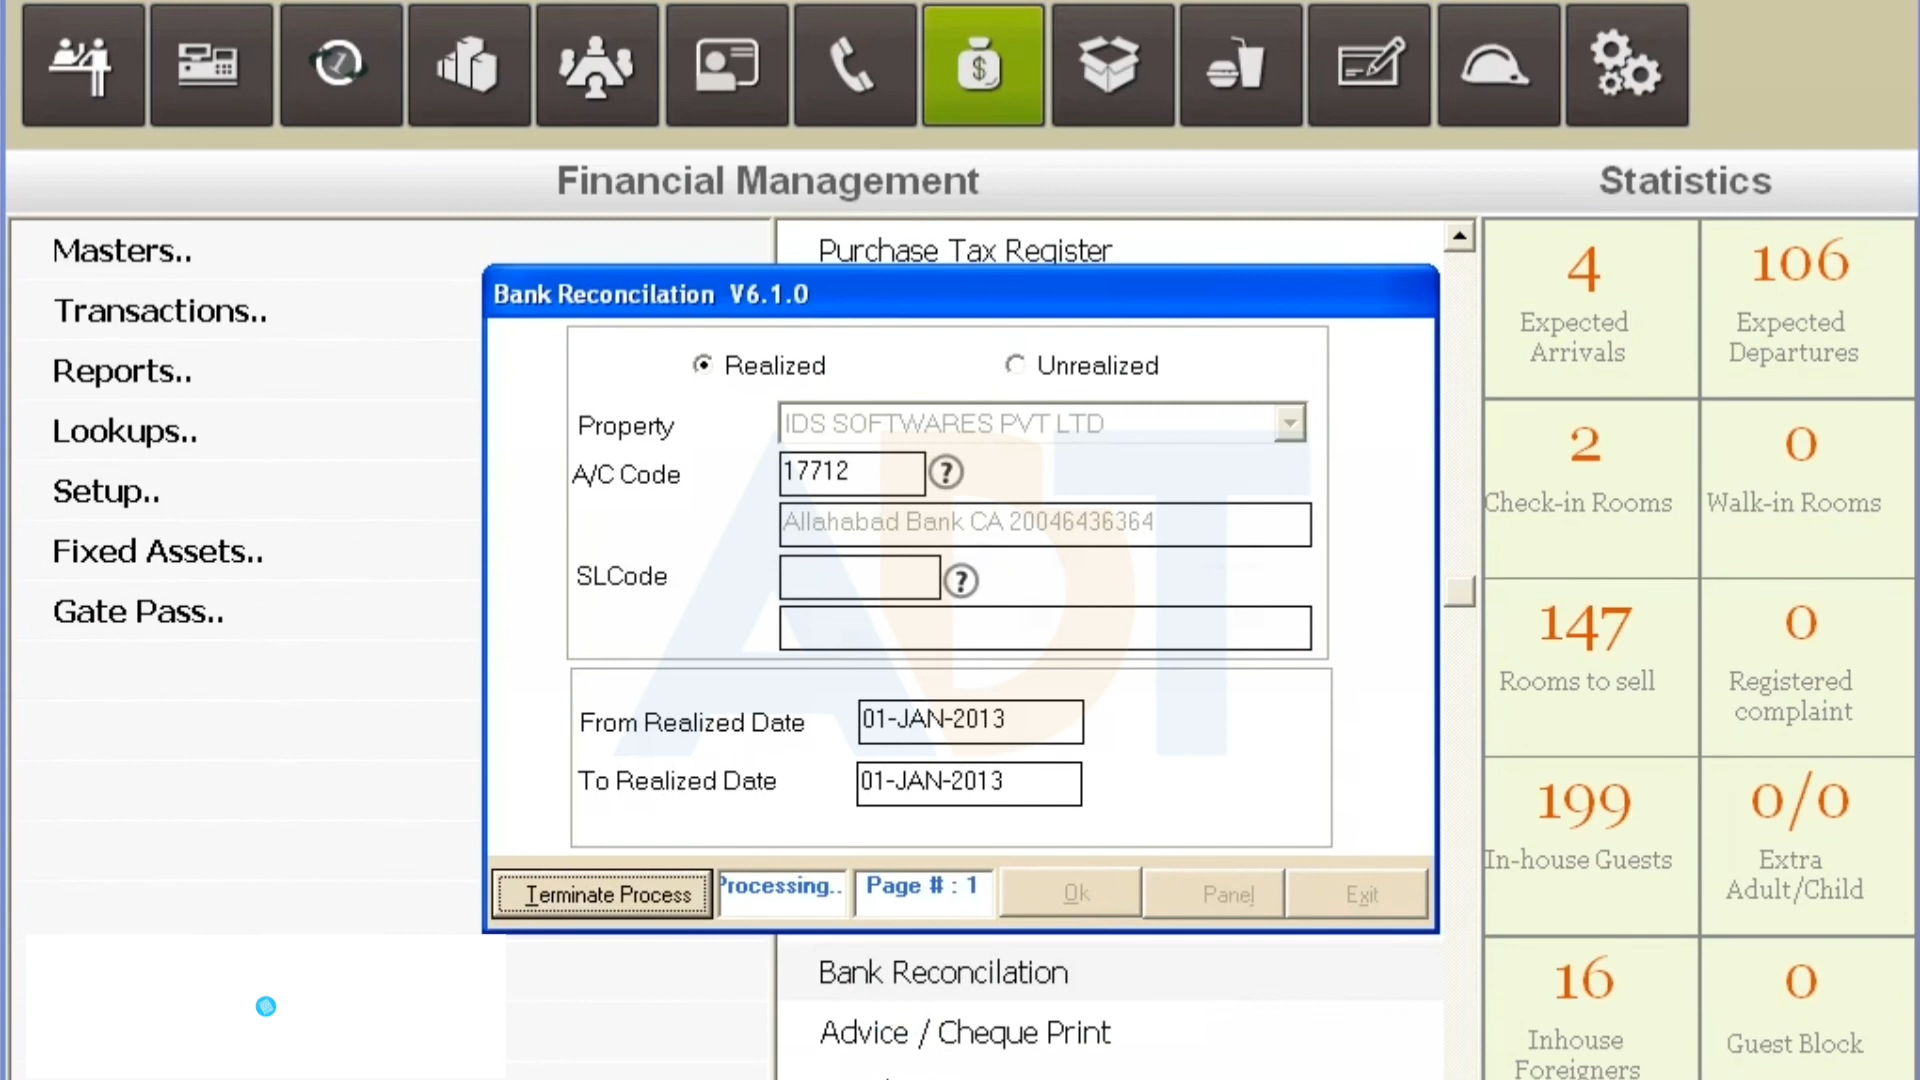 Financial Management
Statistics
Masters..
Transactions..
Reports..
Lookups..
Setup..
Fixed Assets..
Gate Pass..
Purchase Tax Register
Bank Reconcilation V6.1.0
Realized
Unrealized
Property
IDS SOFTWARES PVT LTD
A/C Code
17712
?
Allahabad Bank CA 20046436364
SLCode
?
From Realized Date
01-JAN-2013
To Realized Date
01-JAN-2013
Terminate Process
Processing..
Page # : 1
Ok
Panel
Exit
Bank Reconcilation
Advice / Cheque Print
4
Expected
Arrivals
106
Expected
Departures
2
Check-in Rooms
0
Walk-in Rooms
147
Rooms to sell
0
Registered
complaint
199
In-house Guests
0/0
Extra
Adult/Child
16
Inhouse
Foreigners
0
Guest Block
ADT
$